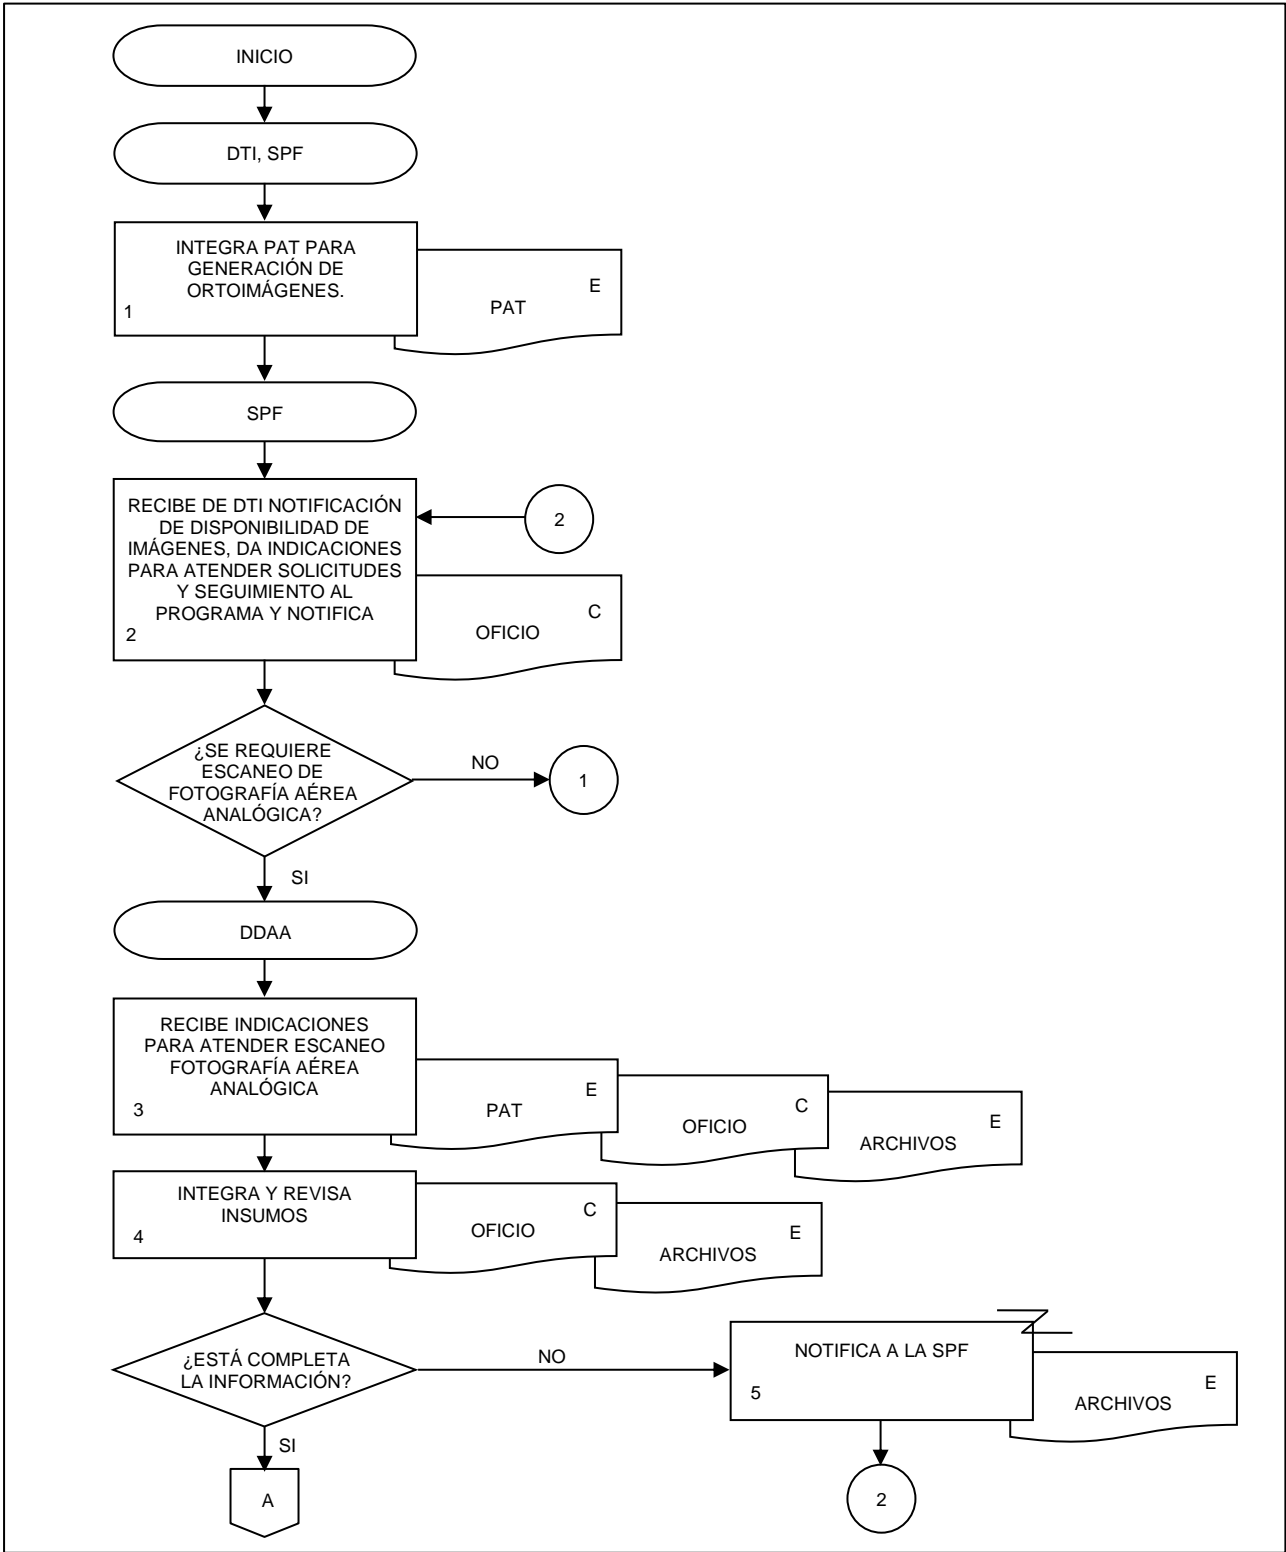 INICIO
DTI, SPF
INTEGRA PAT PARA
GENERACIÓN DE
ORTOIMÁGENES.
1
E
PAT
SPF
RECIBE DE DTI NOTIFICACIÓN
DE DISPONIBILIDAD DE
IMÁGENES, DA INDICACIONES
PARA ATENDER SOLICITUDES
Y SEGUIMIENTO AL
PROGRAMA Y NOTIFICA
2
2
C
OFICIO
¿SE REQUIERE
ESCANEO DE
FOTOGRAFÍA AÉREA
ANALÓGICA?
NO
1
SI
DDAA
RECIBE INDICACIONES
PARA ATENDER ESCANEO
FOTOGRAFÍA AÉREA
ANALÓGICA
3
E
PAT
C
OFICIO
E
ARCHIVOS
INTEGRA Y REVISA
INSUMOS
4
C
OFICIO
E
ARCHIVOS
¿ESTÁ COMPLETA
LA INFORMACIÓN?
NO
NOTIFICA A LA SPF
5
E
ARCHIVOS
SI
A
2